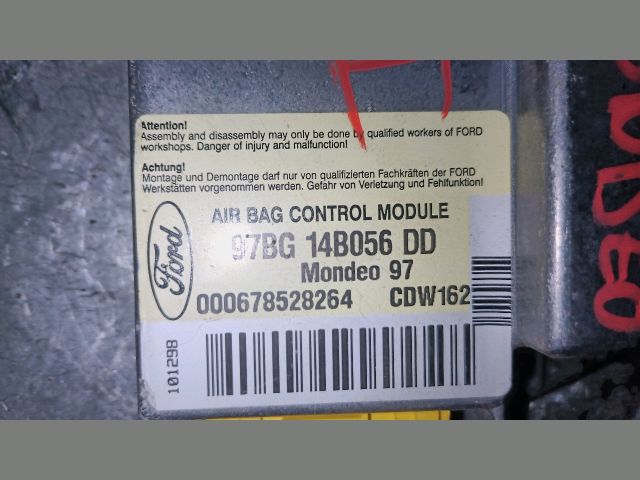 Attention!
Assembly and disassembly may only be done by qualified workers of FORD
workshops. Danger of injury and malfunction!
Achtung!
Montage und Demontage darf nur von qualifizierten Fachkräften der FORD
Werkstätten vorgenommen werden. Gefahr von Verletzung und Fehlfunktion!
Ford
AIR BAG CONTROL MODULE
97BG 14B056 DD
Mondeo 97
000678528264 CDW162
101298